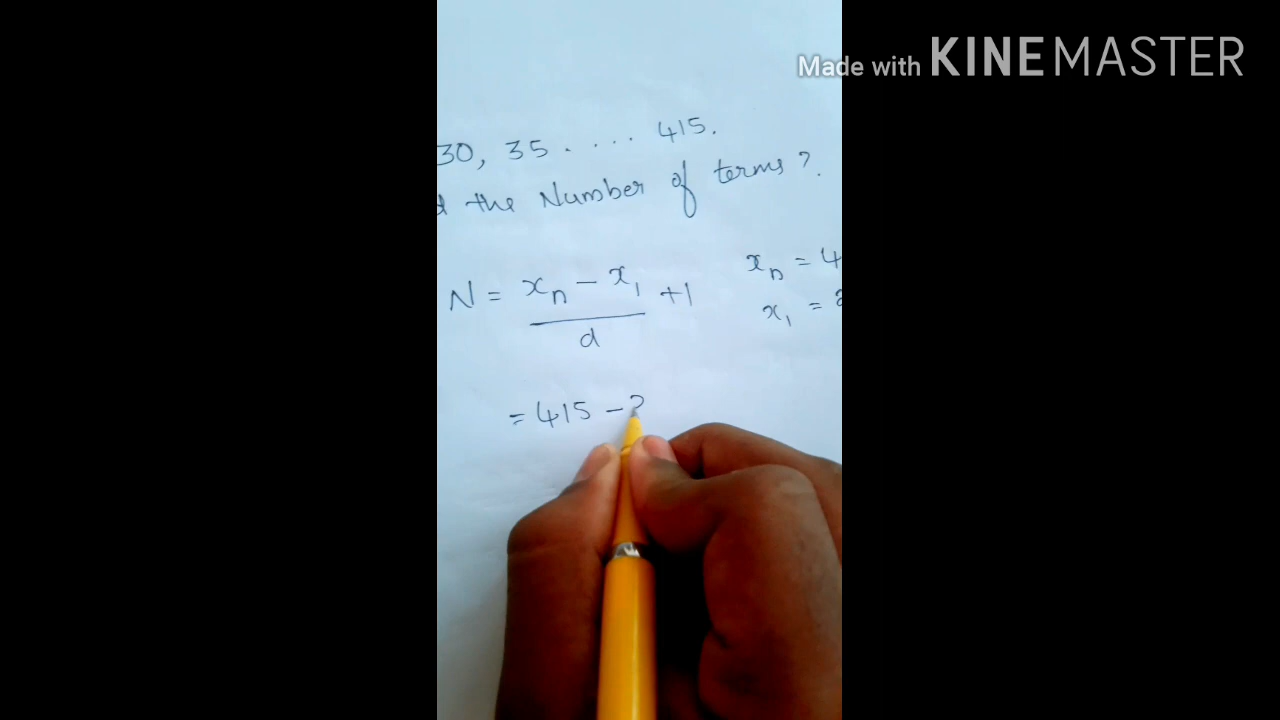 Made with KINEMASTER
30, 35 . . . . . 415.
the Number of terms ?.
N = xₙ - x₁ / d +1
xₙ = 4
x₁ =
= 415 -